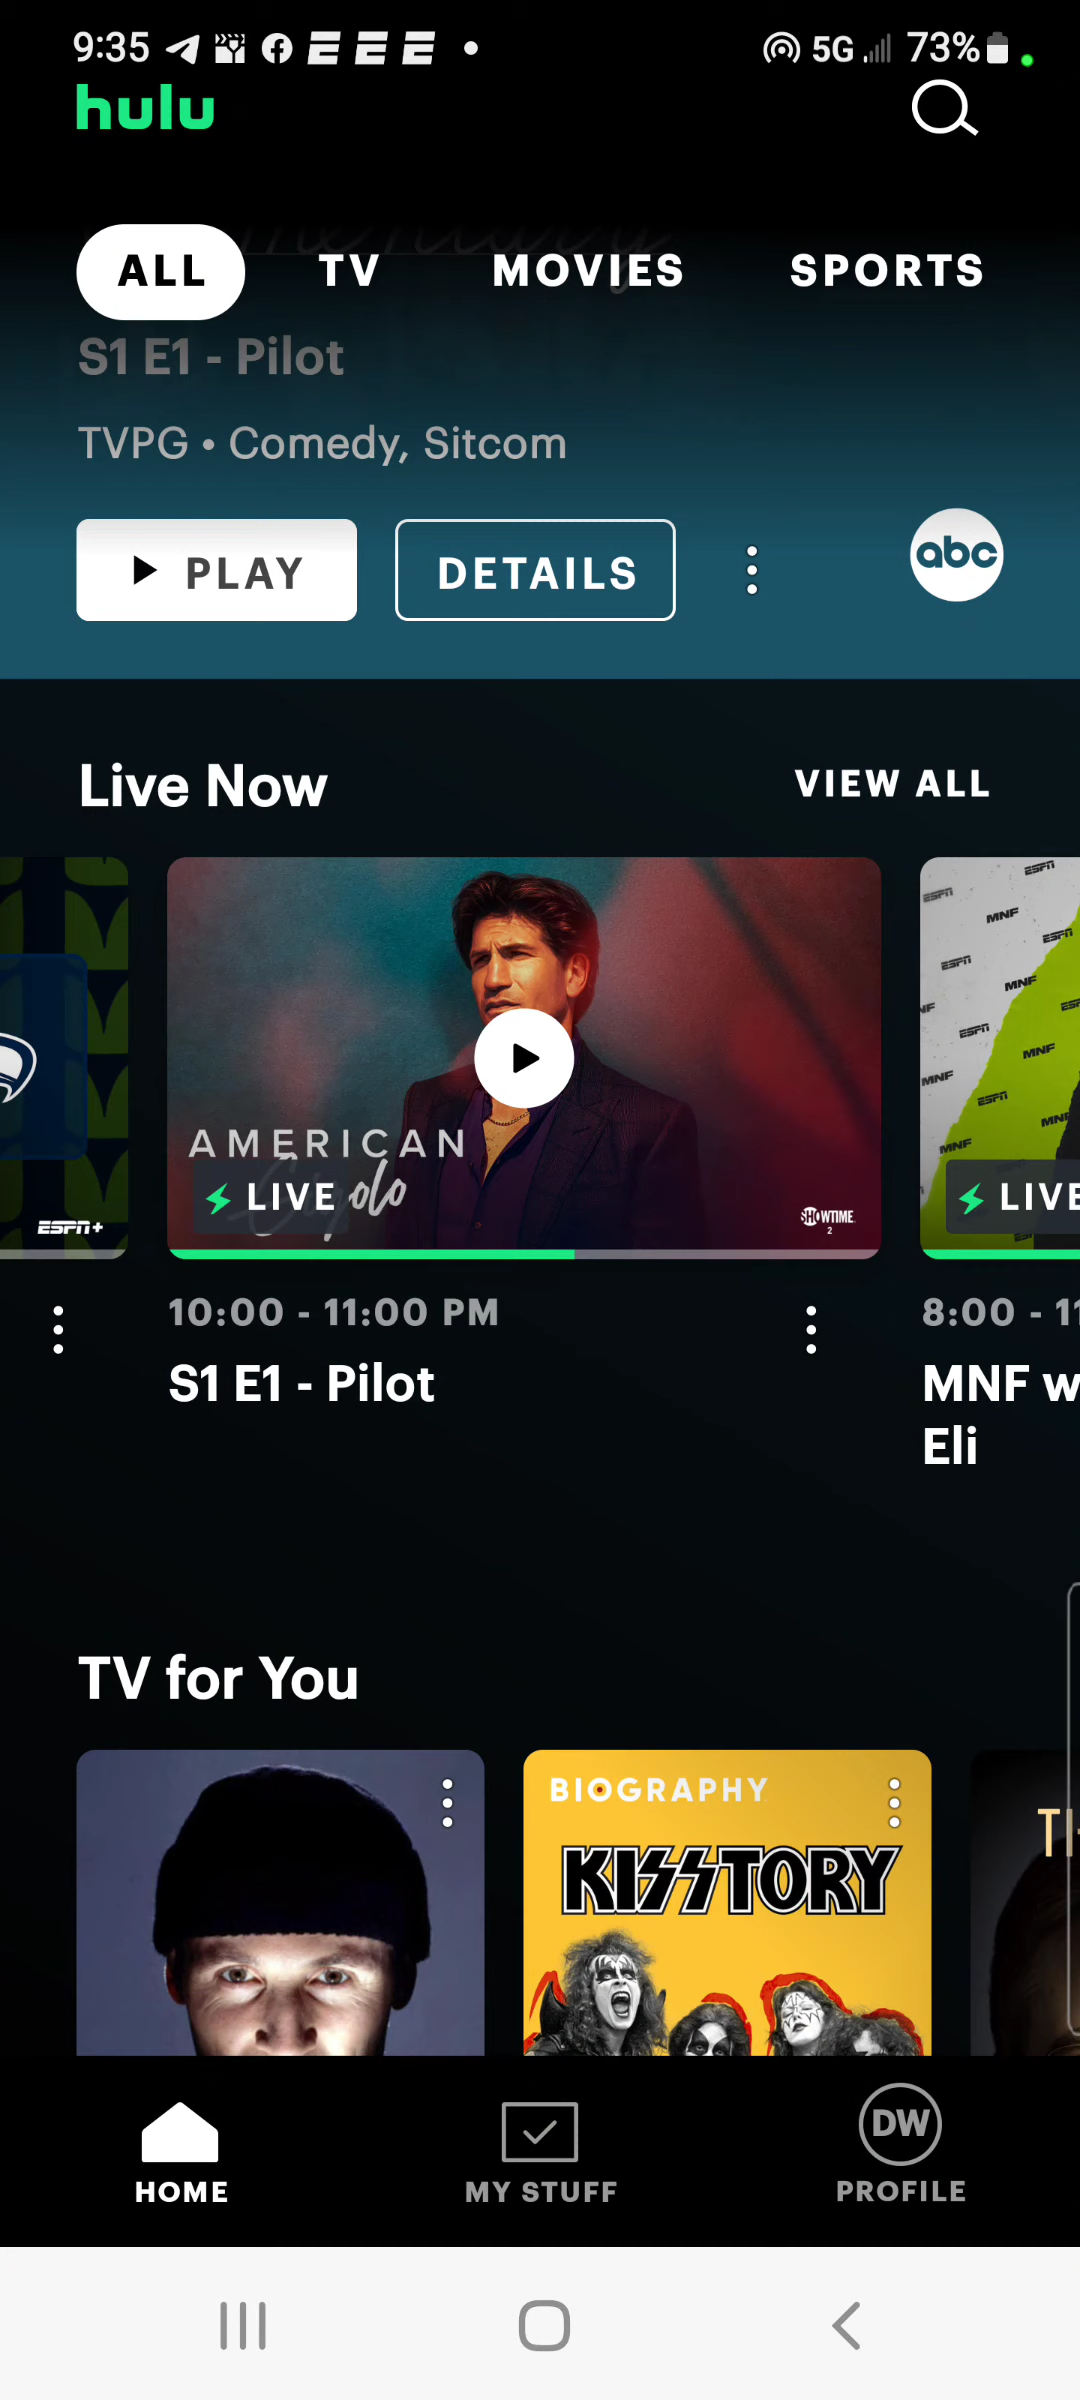 9:35 5G 73%
hulu
ALL TV MOVIES SPORTS
S1 E1 - Pilot
TVPG • Comedy, Sitcom
PLAY DETAILS abc
Live Now VIEW ALL
AMERICAN
LIVE
SHOWTIME
2
ESPN+
ESPN
MNF
LIVE
10:00 - 11:00 PM
S1 E1 - Pilot
8:00 - 11
MNF w
Eli
TV for You
BIOGRAPHY
KISSTORY
HOME MY STUFF DW PROFILE